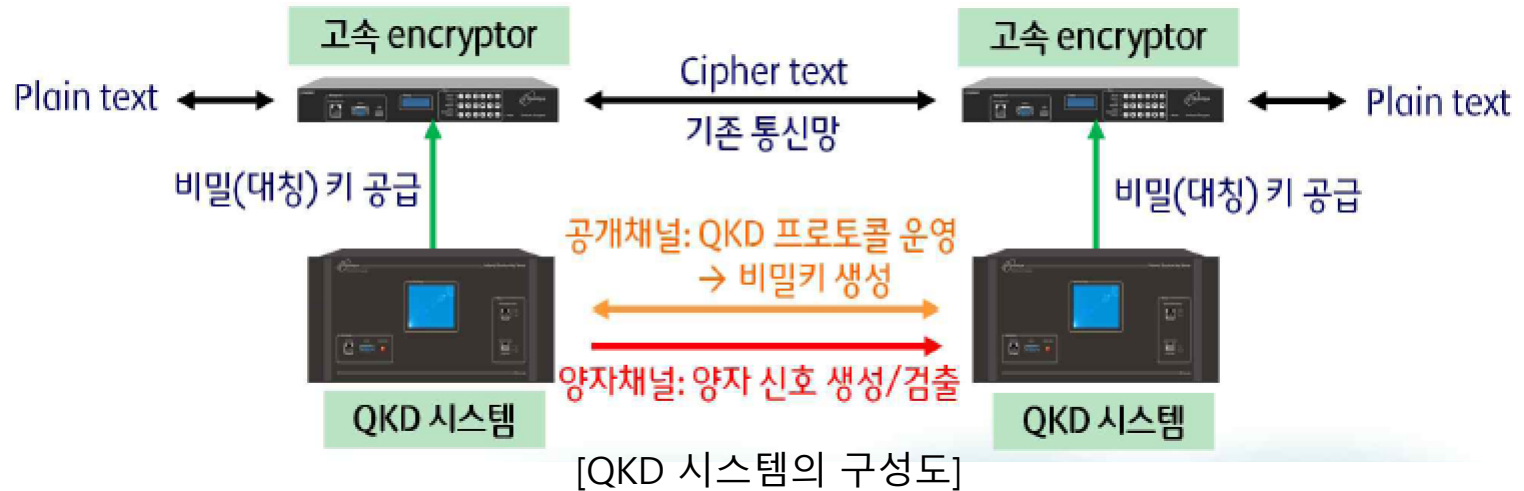 고속 encryptor
고속 encryptor
Plain text
Cipher text
Plain text
기존 통신망
비밀(대칭) 키 공급
비밀(대칭) 키 공급
공개채널: QKD 프로토콜 운영
→ 비밀키 생성
양자채널: 양자 신호 생성/검출
QKD 시스템
QKD 시스템
[QKD 시스템의 구성도]